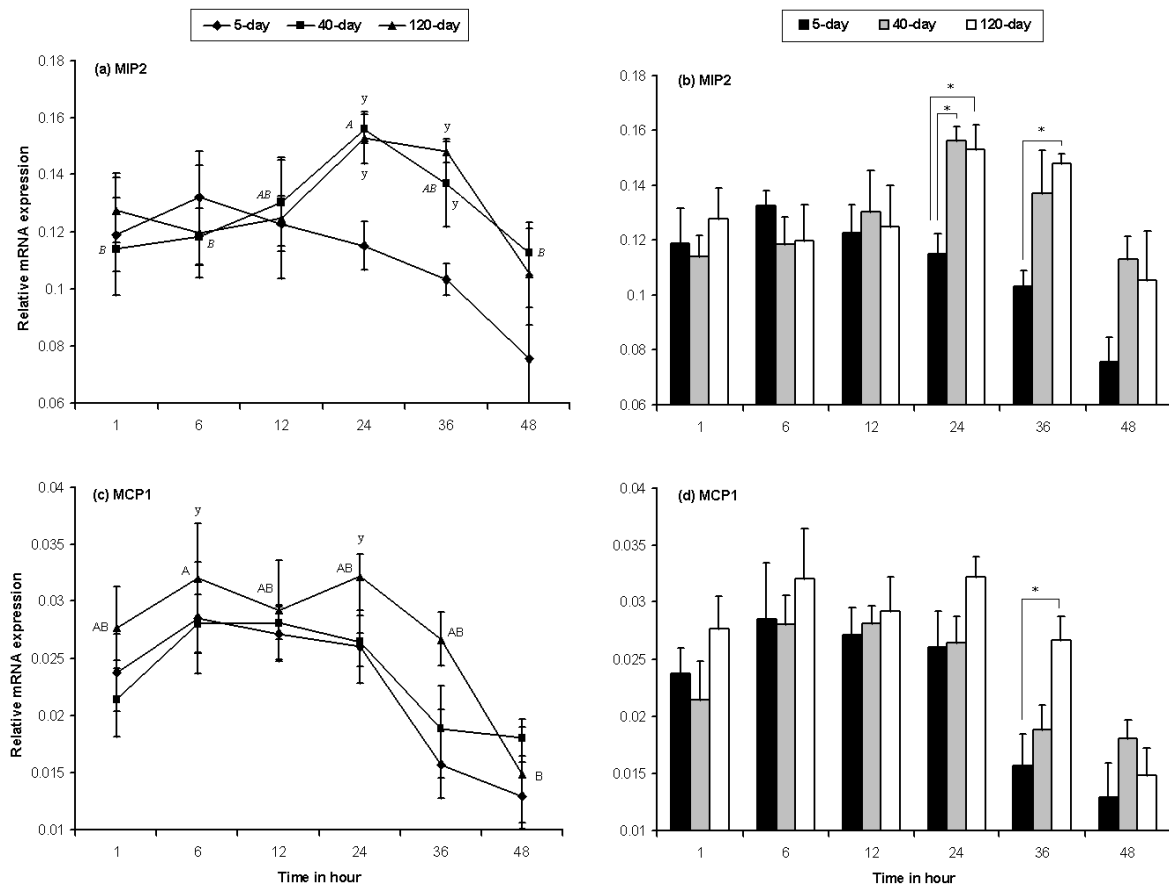 5-day 40-day 120-day
(a) MIP2
Relative mRNA expression
0.18
0.16
0.14
0.12
0.1
0.08
0.06
y
A
y
y
AB
AB
y
B
B
B
1 6 12 24 36 48
5-day 40-day 120-day
(b) MIP2
0.18
0.16
0.14
0.12
0.1
0.08
0.06
*
*
*
1 6 12 24 36 48
(c) MCP1
Relative mRNA expression
0.04
0.035
0.03
0.025
0.02
0.015
0.01
y
y
A
AB
AB
AB
AB
B
1 6 12 24 36 48
Time in hour
(d) MCP1
0.04
0.035
0.03
0.025
0.02
0.015
0.01
*
1 6 12 24 36 48
Time in hour